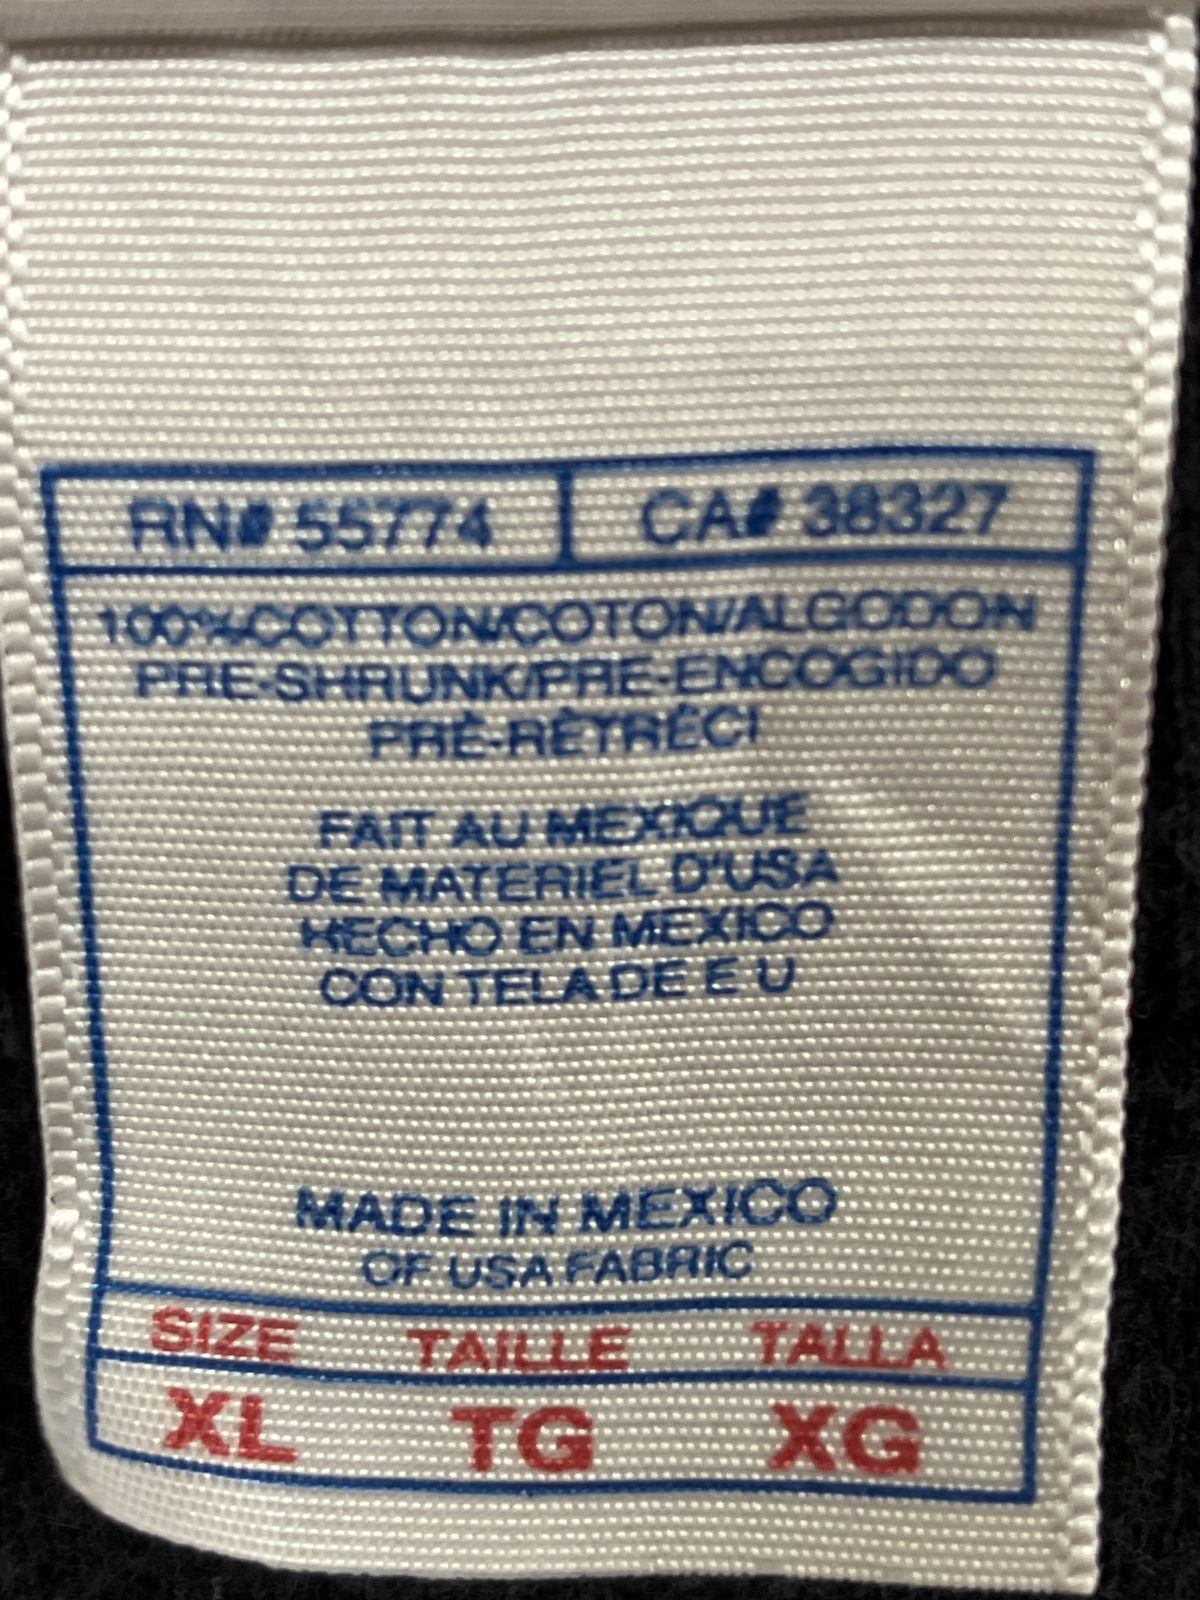 RN# 55774 CA# 38327
100%COTTON/COTON/ALGODON
PRE-SHRUNK/PRE-ENCOGIDO
PRÉ-RÉTRÉCI
FAIT AU MEXIQUE
DE MATERIEL D'USA
HECHO EN MEXICO
CON TELA DE E U
MADE IN MEXICO
OF USA FABRIC
SIZE TAILLE TALLA
XL TG XG